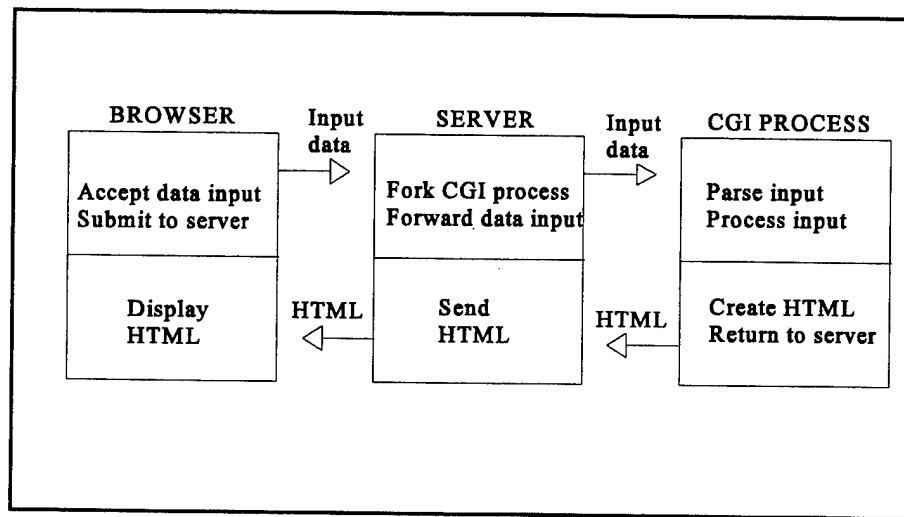 BROWSER
Input
data
SERVER
Input
data
CGI PROCESS
Accept data input
Submit to server
Fork CGI process
Forward data input
Parse input
Process input
Display
HTML
HTML
Send
HTML
HTML
Create HTML
Return to server